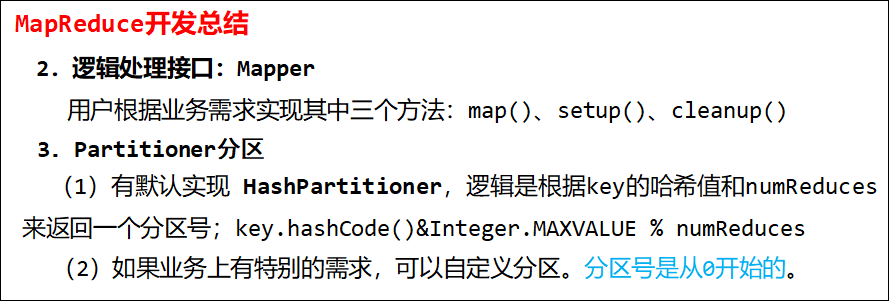 MapReduce开发总结
2. 逻辑处理接口：Mapper
用户根据业务需求实现其中三个方法：map()、setup()、cleanup()
3. Partitioner分区
（1）有默认实现 HashPartitioner，逻辑是根据key的哈希值和numReduces
来返回一个分区号；key.hashCode()&Integer.MAXVALUE % numReduces
（2）如果业务上有特别的需求，可以自定义分区。分区号是从0开始的。